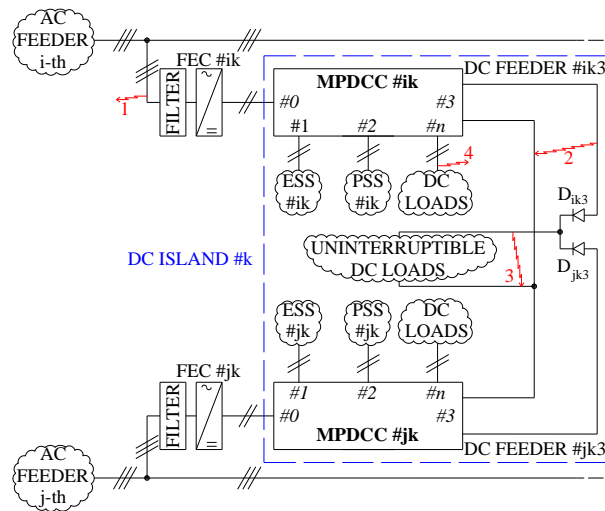 AC
FEEDER
i-th
FEC #ik
FILTER
~
=
1
DC FEEDER #ik3
MPDCC #ik
#0
#3
#1
#2
#n
4
2
ESS
#ik
PSS
#ik
DC
LOADS
D_ik3
UNINTERRUPTIBLE
DC LOADS
D_jk3
DC ISLAND #k
3
ESS
#jk
PSS
#jk
DC
LOADS
FEC #jk
FILTER
~
=
#1
#2
#n
#0
#3
MPDCC #jk
DC FEEDER #jk3
AC
FEEDER
j-th